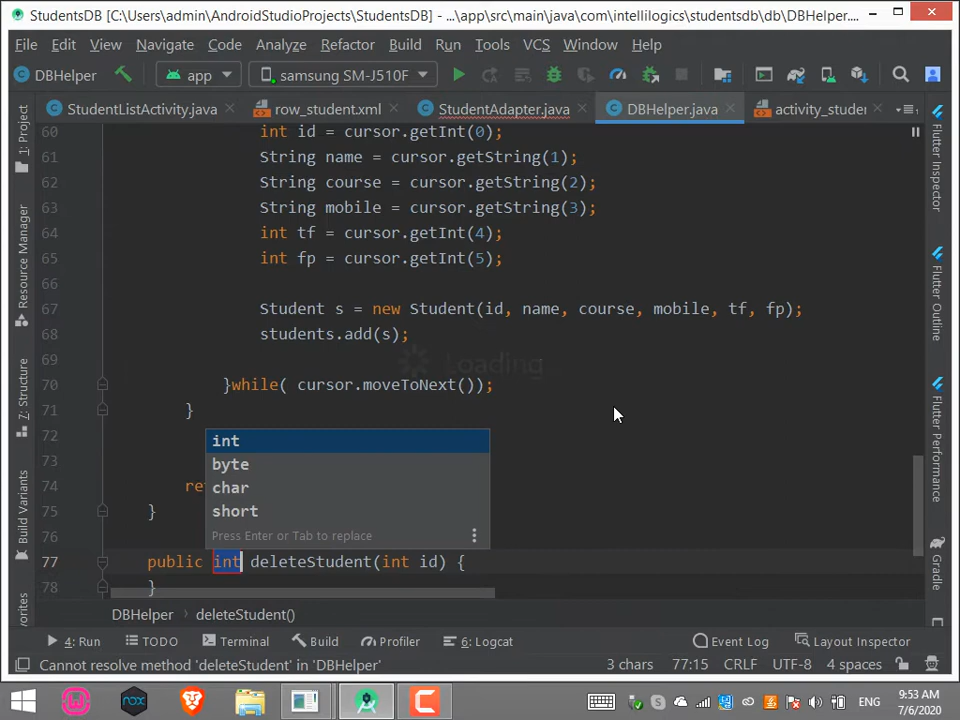 StudentsDB [C:\Users\admin\AndroidStudioProjects\StudentsDB] - ...\app\src\main\java\com\intellilogics\studentsdb\db\DBHelper....
File Edit View Navigate Code Analyze Refactor Build Run Tools VCS Window Help
DBHelper app samsung SM-J510F
StudentListActivity.java row_student.xml StudentAdapter.java DBHelper.java activity_studen
1: Project
Resource Manager
7: Structure
Build Variants
vorites
60 int id = cursor.getInt(0);
61 String name = cursor.getString(1);
62 String course = cursor.getString(2);
63 String mobile = cursor.getString(3);
64 int tf = cursor.getInt(4);
65 int fp = cursor.getInt(5);
66
67 Student s = new Student(id, name, course, mobile, tf, fp);
68 students.add(s);
69
Loading
70 }while( cursor.moveToNext());
71 }
72
73
74 ret
75 }
76
int
byte
char
short
Press Enter or Tab to replace
77 public int deleteStudent(int id) {
78 }
Flutter Inspector
Flutter Outline
Flutter Performance
Gradle
DBHelper deleteStudent()
4: Run TODO Terminal Build Profiler 6: Logcat Event Log Layout Inspector
Cannot resolve method 'deleteStudent' in 'DBHelper' 3 chars 77:15 CRLF UTF-8 4 spaces
nox ENG 9:53 AM
7/6/2020